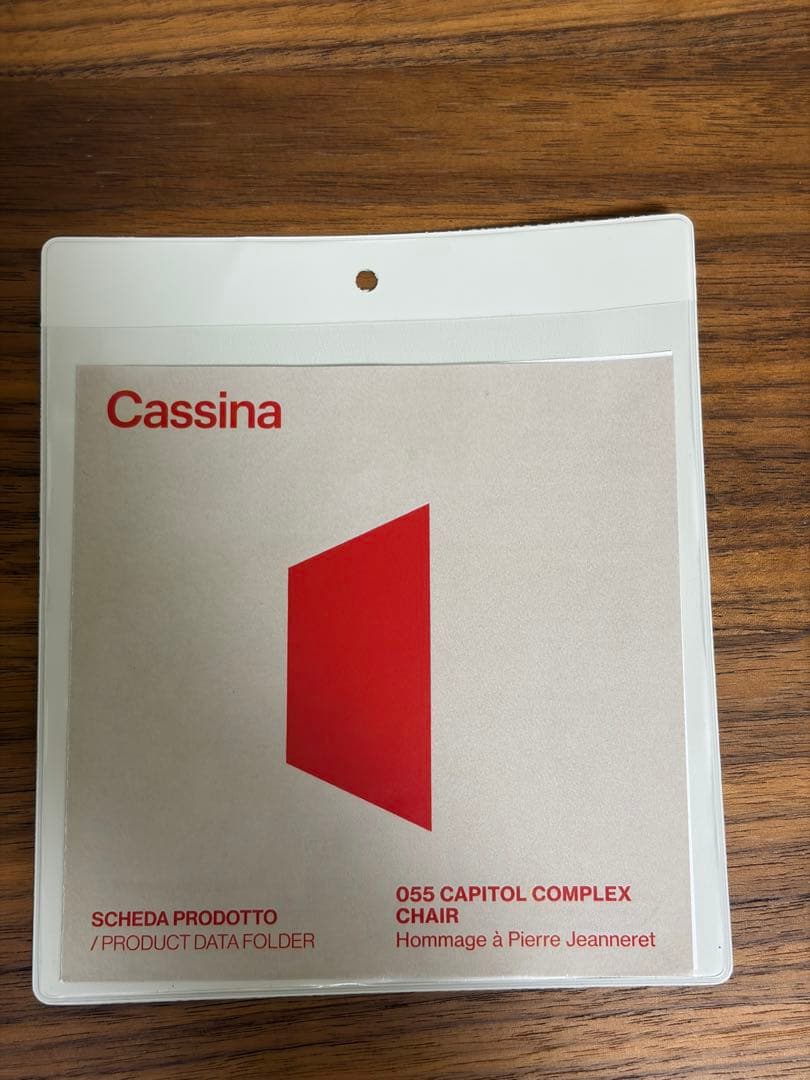 Cassina
SCHEDA PRODOTTO
/ PRODUCT DATA FOLDER
055 CAPITOL COMPLEX
CHAIR
Hommage à Pierre Jeanneret